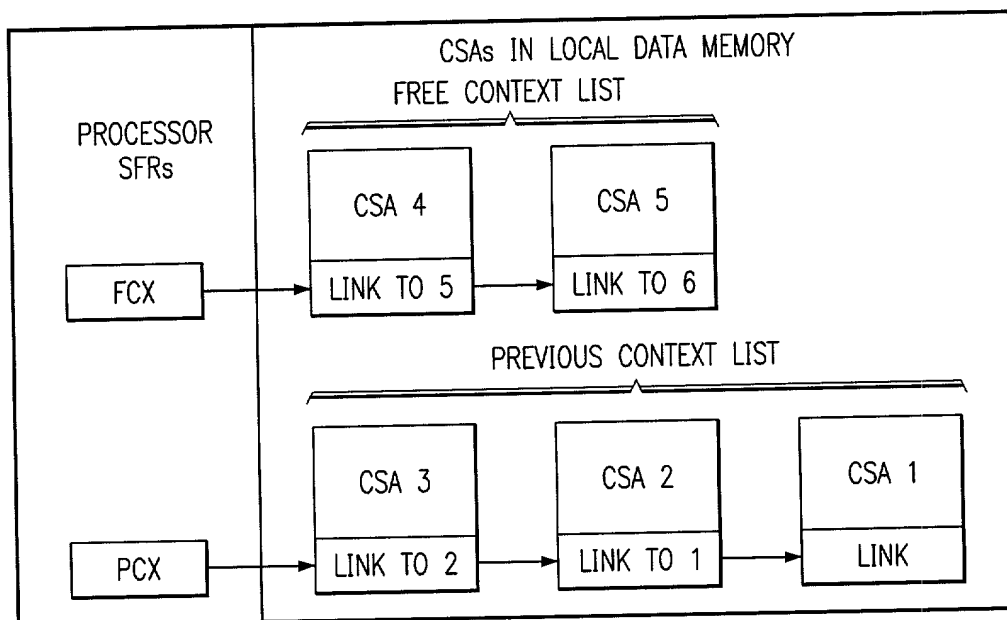 CSAs IN LOCAL DATA MEMORY
FREE CONTEXT LIST
PROCESSOR
SFRs
CSA 4
CSA 5
FCX
LINK TO 5
LINK TO 6
PREVIOUS CONTEXT LIST
CSA 3
CSA 2
CSA 1
PCX
LINK TO 2
LINK TO 1
LINK